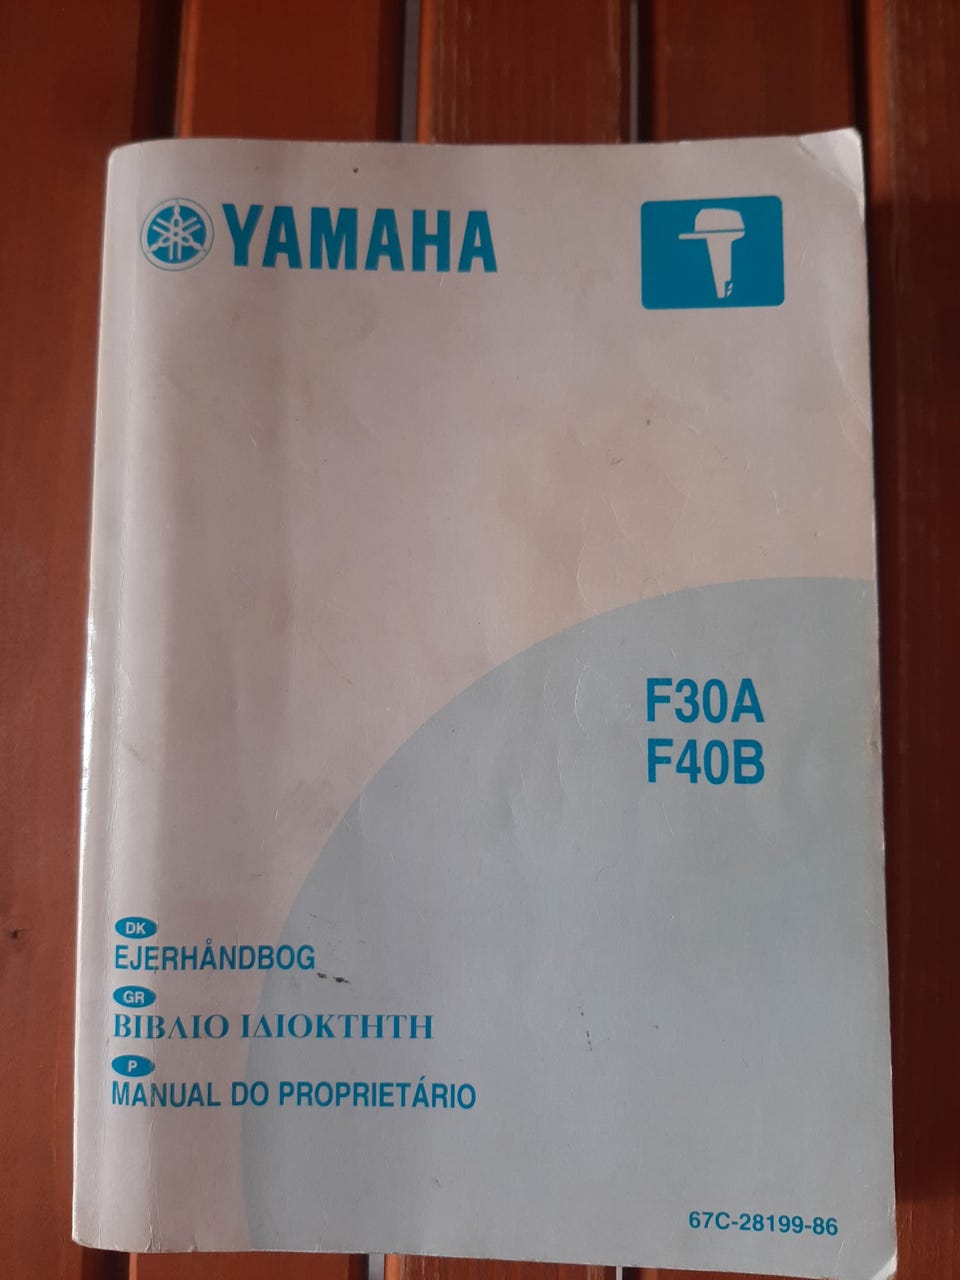 YAMAHA
F30A
F40B
DK
EJERHÅNDBOG
GR
ΒΙΒΛΙΟ ΙΔΙΟΚΤΗΤΗ
P
MANUAL DO PROPRIETÁRIO
67C-28199-86